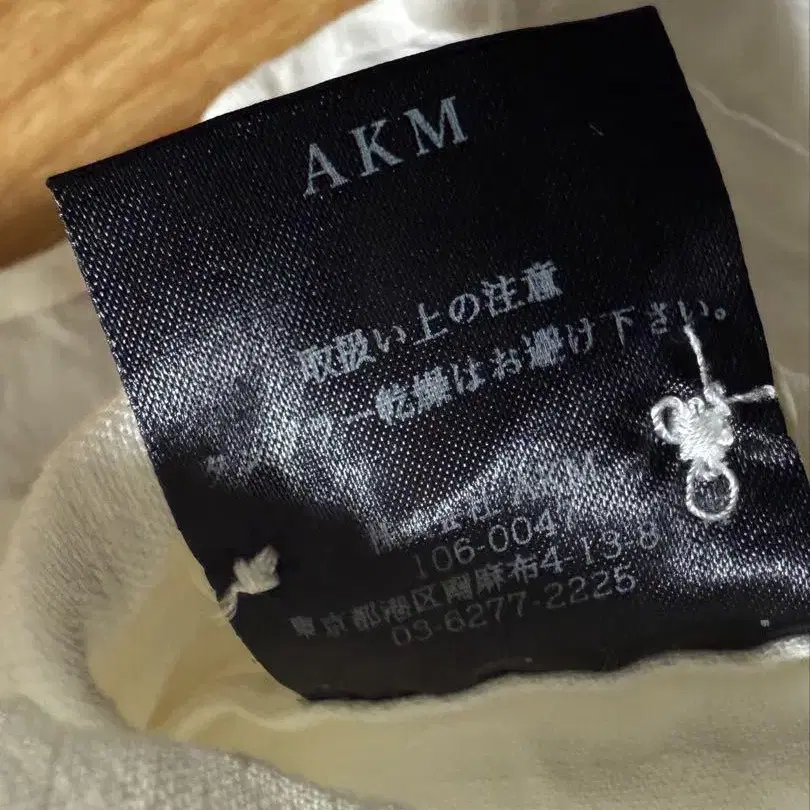 AKM
取扱い上の注意
タンブラー乾燥はお避け下さい。
株式会社 AKM
106-0047
東京都港区南麻布4-13-8
03-6277-2225